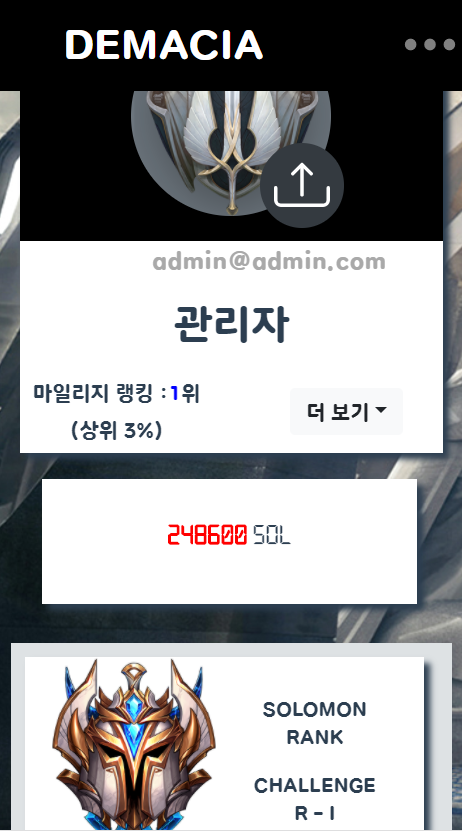 DEMACIA
admin@admin.com
관리자
마일리지 랭킹 : 1위
(상위 3%)
더 보기
248600 SOL
SOLOMON
RANK
CHALLENGE
R - I